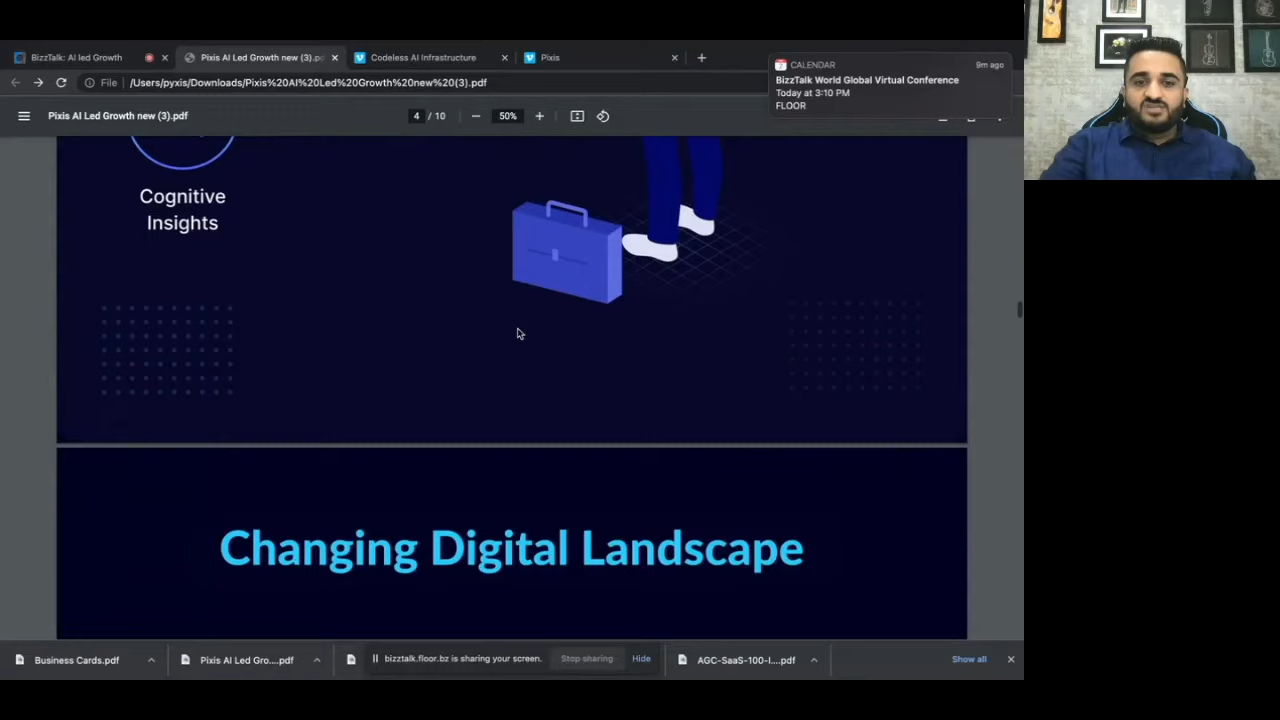 BizzTalk: AI led Growth
Pixis AI Led Growth new (3).pd
Codeless AI Infrastructure
Pixis
File
/Users/pyxis/Downloads/Pixis%20AI%20Led%20Growth%20new%20(3).pdf
CALENDAR
9m ago
BizzTalk World Global Virtual Conference
Today at 3:10 PM
FLOOR
Pixis AI Led Growth new (3).pdf
4 / 10
50%
Cognitive
Insights
Changing Digital Landscape
Business Cards.pdf
Pixis AI Led Gro....pdf
bizztalk.floor.bz is sharing your screen.
Stop sharing
Hide
AGC-SaaS-100-I....pdf
Show all